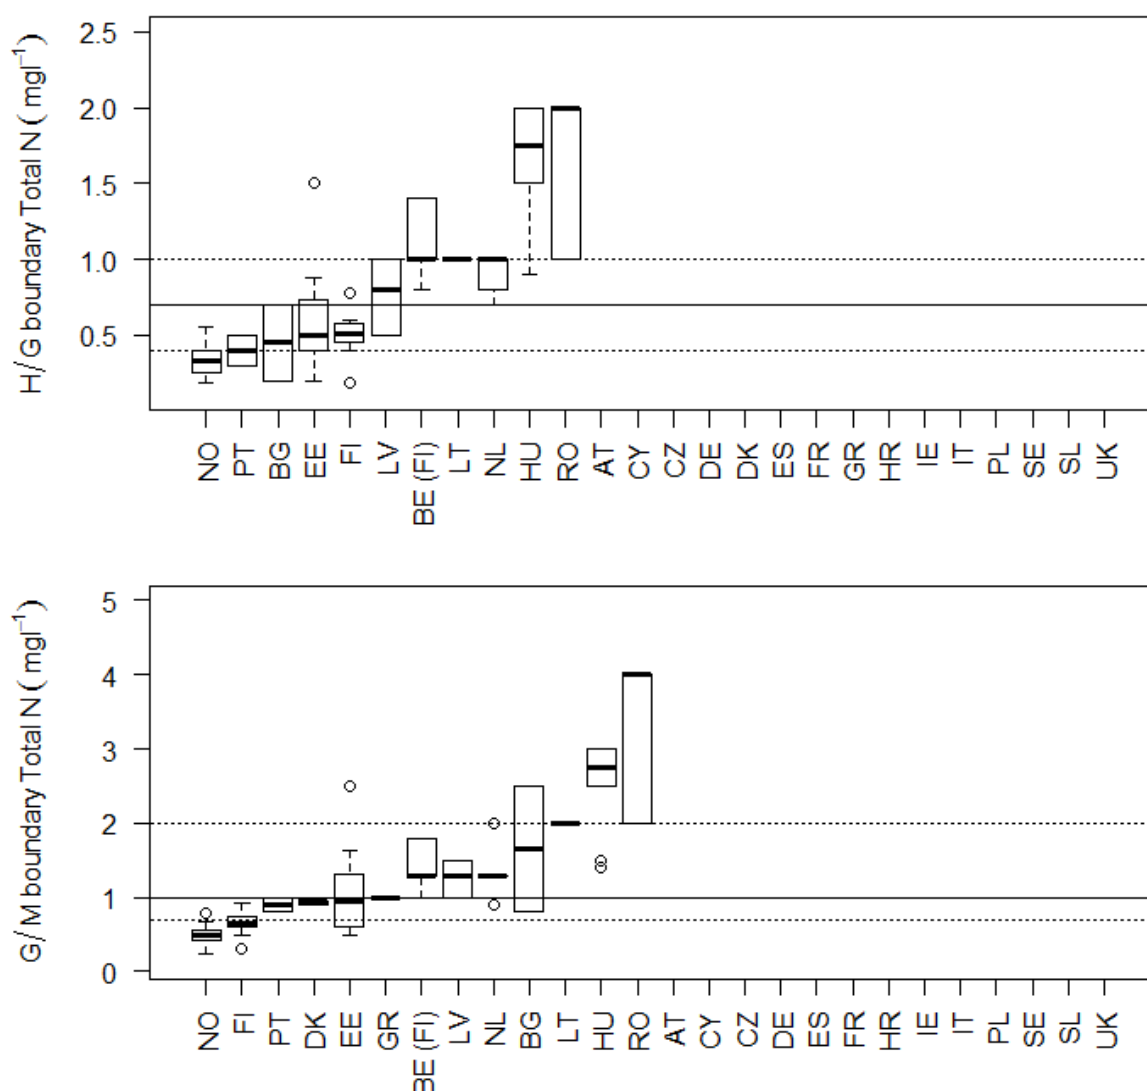 H/G boundary Total N ( mgl⁻¹)
2.5
2.0
1.5
1.0
0.5
NO PT BG EE FI LV BE (FI) LT NL HU RO AT CY CZ DE DK ES FR GR HR IE IT PL SE SL UK
G/M boundary Total N ( mgl⁻¹)
5
4
3
2
1
0
NO FI PT DK EE GR BE (FI) LV NL BG LT HU RO AT CY CZ DE ES FR HR IE IT PL SE SL UK